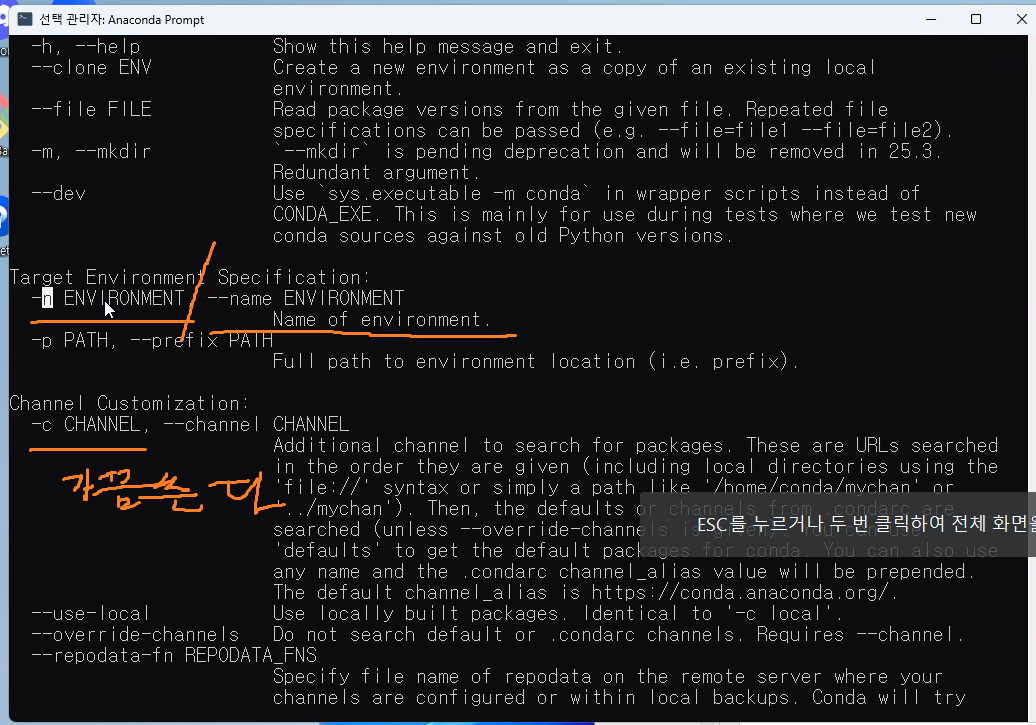 선택 관리자: Anaconda Prompt
-h, --help Show this help message and exit.
--clone ENV Create a new environment as a copy of an existing local
environment.
--file FILE Read package versions from the given file. Repeated file
specifications can be passed (e.g. --file=file1 --file=file2).
-m, --mkdir `--mkdir` is pending deprecation and will be removed in 25.3.
Redundant argument.
--dev Use `sys.executable -m conda` in wrapper scripts instead of
CONDA_EXE. This is mainly for use during tests where we test new
conda sources against old Python versions.
Target Environment Specification:
-n ENVIRONMENT, --name ENVIRONMENT
Name of environment.
-p PATH, --prefix PATH
Full path to environment location (i.e. prefix).
Channel Customization:
-c CHANNEL, --channel CHANNEL
Additional channel to search for packages. These are URLs searched
in the order they are given (including local directories using the
'file://' syntax or simply a path like '/home/conda/mychan' or
'../mychan'). Then, the defaults or channels from .condarc are
searched (unless --override-channels is given). You can use
'defaults' to get the default packages for conda. You can also use
any name and the .condarc channel_alias value will be prepended.
The default channel_alias is https://conda.anaconda.org/.
--use-local Use locally built packages. Identical to '-c local'.
--override-channels Do not search default or .condarc channels. Requires --channel.
--repodata-fn REPODATA_FNS
Specify file name of repodata on the remote server where your
channels are configured or within local backups. Conda will try
ESC를 누르거나 두 번 클릭하여 전체 화면을